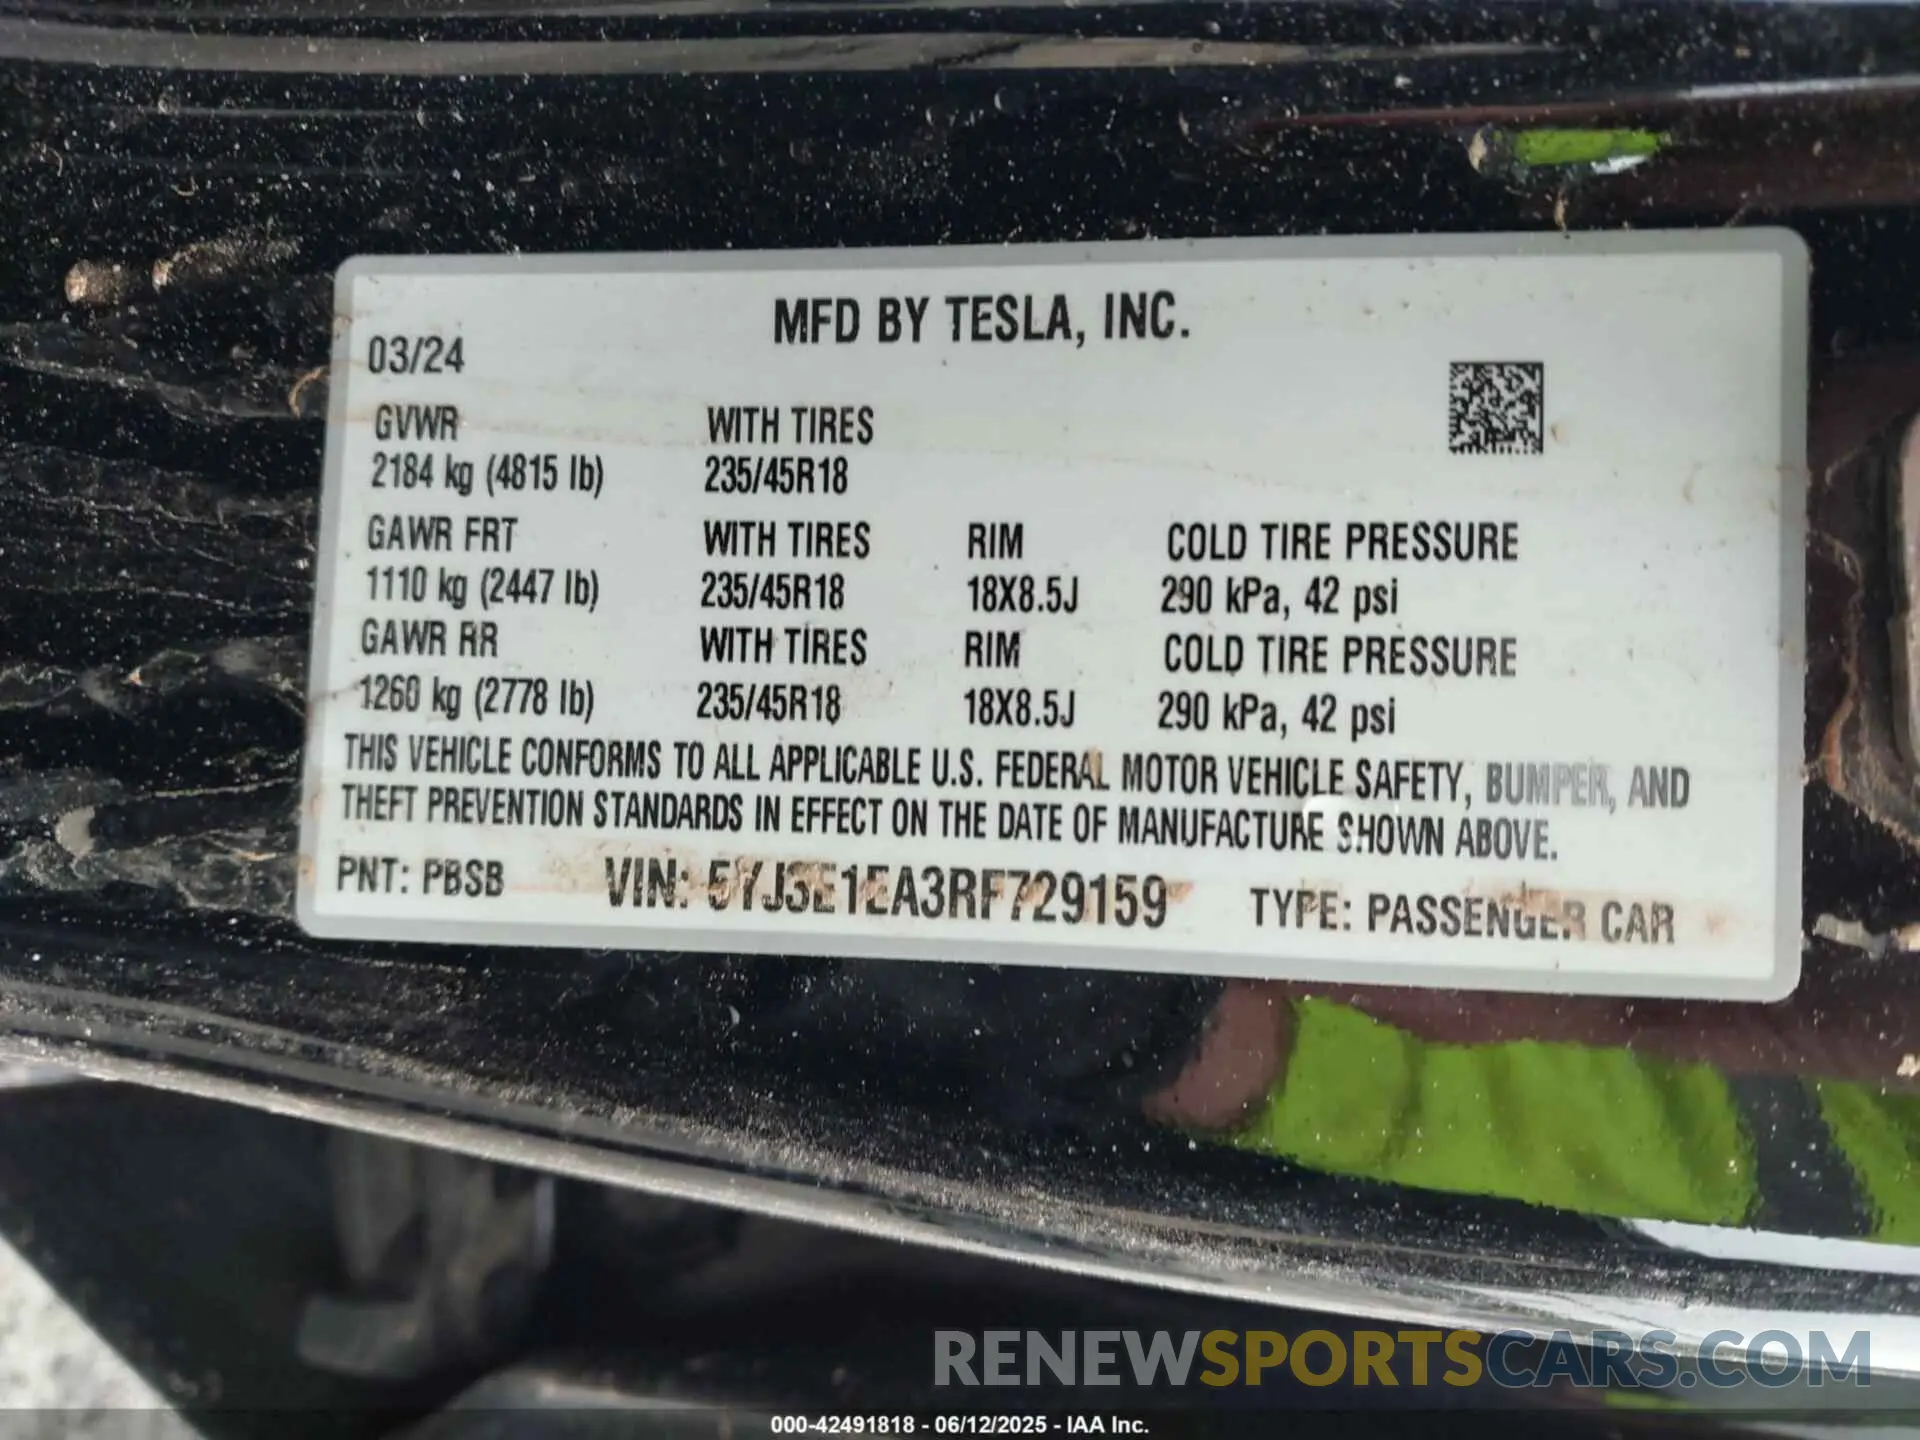 MFD BY TESLA, INC.
03/24
GVWR WITH TIRES
2184 kg (4815 lb) 235/45R18
GAWR FRT WITH TIRES RIM COLD TIRE PRESSURE
1110 kg (2447 lb) 235/45R18 18X8.5J 290 kPa, 42 psi
GAWR RR WITH TIRES RIM COLD TIRE PRESSURE
1260 kg (2778 lb) 235/45R18 18X8.5J 290 kPa, 42 psi
THIS VEHICLE CONFORMS TO ALL APPLICABLE U.S. FEDERAL MOTOR VEHICLE SAFETY, BUMPER, AND
THEFT PREVENTION STANDARDS IN EFFECT ON THE DATE OF MANUFACTURE SHOWN ABOVE.
PNT: PBSB VIN: 5YJ3E1EA3RF729159 TYPE: PASSENGER CAR
RENEWSPORTSCARS.COM
000-42491818 - 06/12/2025 - IAA Inc.